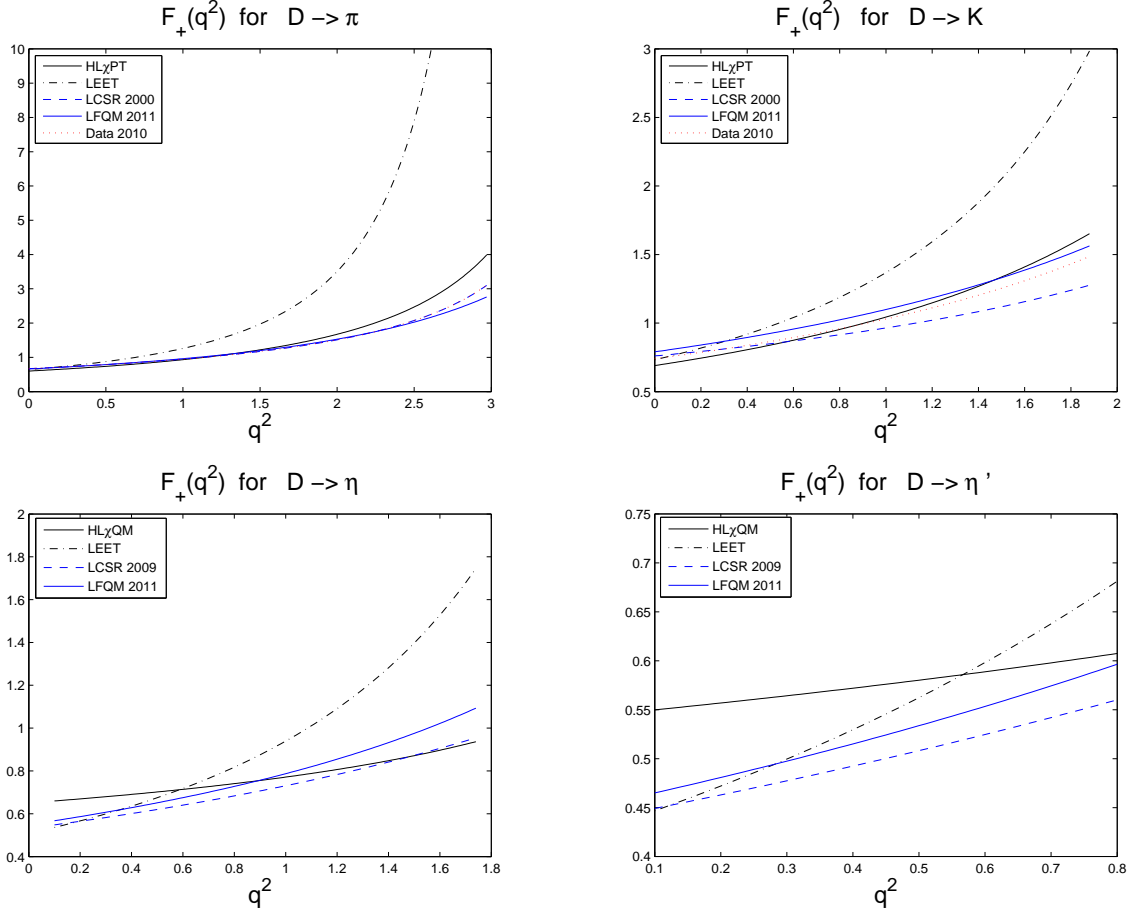 F₊(q²) for D −> π
10
9
8
7
6
5
4
3
2
1
0
0 0.5 1 1.5 2 2.5 3
q²
HLχPT
LEET
LCSR 2000
LFQM 2011
Data 2010
F₊(q²) for D −> K
3
2.5
2
1.5
1
0.5
0 0.2 0.4 0.6 0.8 1 1.2 1.4 1.6 1.8 2
q²
HLχPT
LEET
LCSR 2000
LFQM 2011
Data 2010
F₊(q²) for D −> η
2
1.8
1.6
1.4
1.2
1
0.8
0.6
0.4
0 0.2 0.4 0.6 0.8 1 1.2 1.4 1.6 1.8
q²
HLχQM
LEET
LCSR 2009
LFQM 2011
F₊(q²) for D −> η '
0.75
0.7
0.65
0.6
0.55
0.5
0.45
0.4
0.1 0.2 0.3 0.4 0.5 0.6 0.7 0.8
q²
HLχQM
LEET
LCSR 2009
LFQM 2011